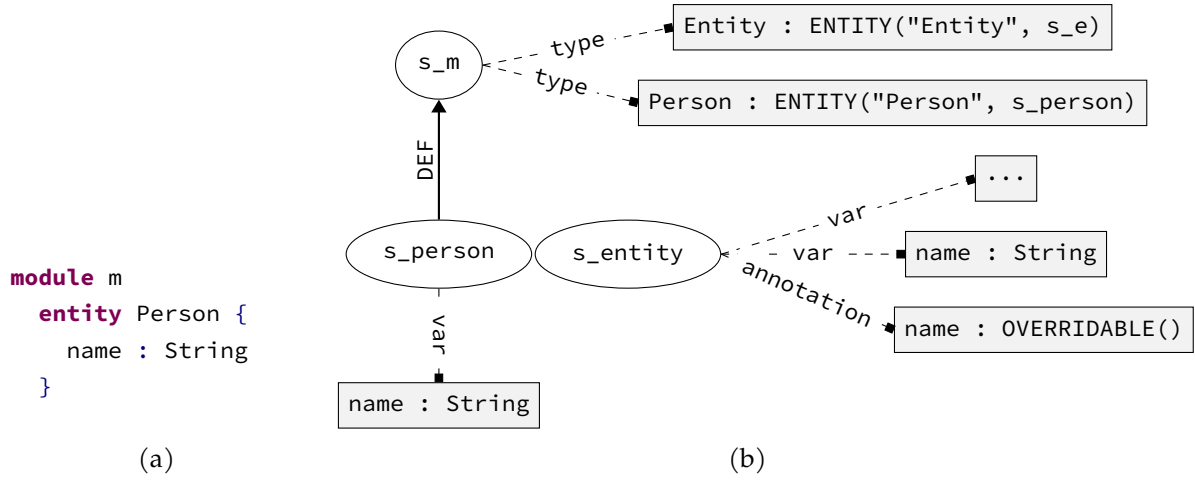 Entity : ENTITY("Entity", s_e)
type
s_m
type
Person : ENTITY("Person", s_person)
DEF
...
var
s_person
s_entity
var
name : String
annotation
name : OVERRIDABLE()
var
name : String
module m
entity Person {
name : String
}
(a)
(b)